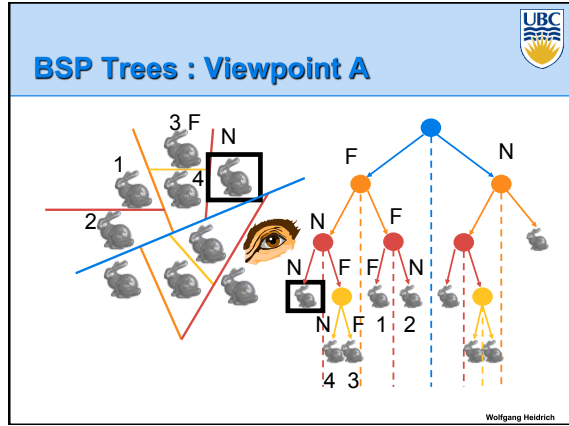 UBC
BSP Trees : Viewpoint A
3 F
N
1
4
2
F
N
N
F
N
F
F
N
N
F
1
2
4
3
Wolfgang Heidrich